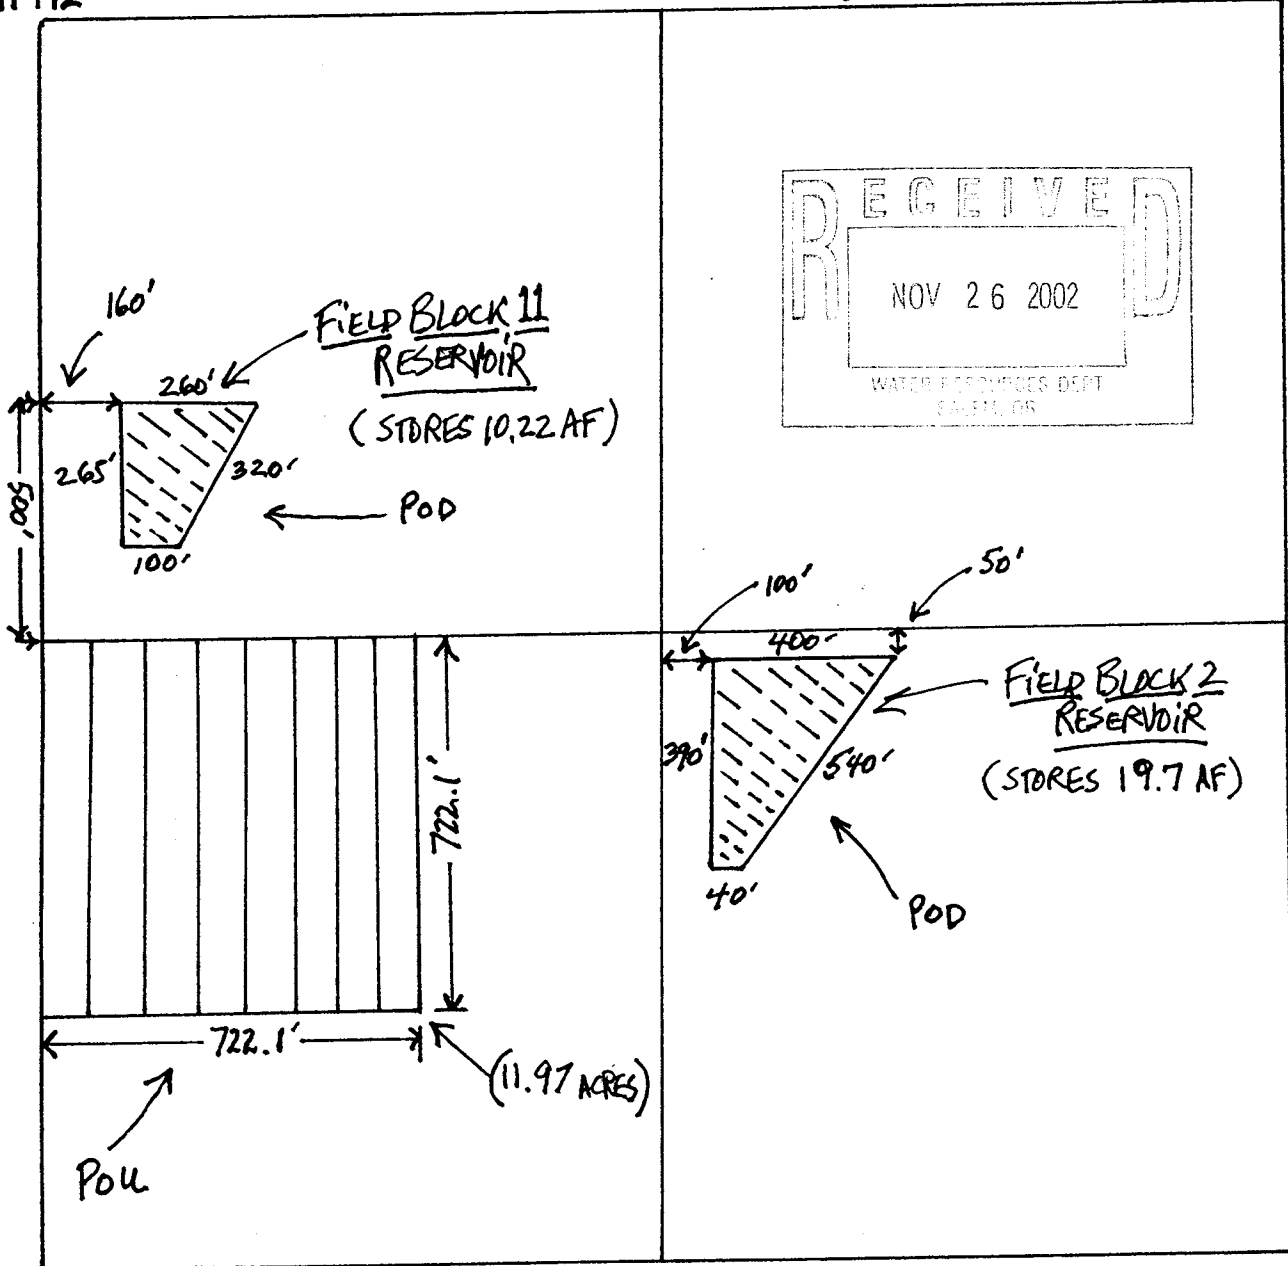 RECEIVED
NOV 26 2002
WATER RESOURCES DEPT
SALEM, OR
160'
FIELD BLOCK 11
RESERVOIR
(STORES 10.22 AF)
260'
265'
320'
500'
POD
100'
100'
50'
400'
FIELD BLOCK 2
RESERVOIR
(STORES 19.7 AF)
390'
540'
722.1'
40'
POD
722.1'
(11.97 ACRES)
POU